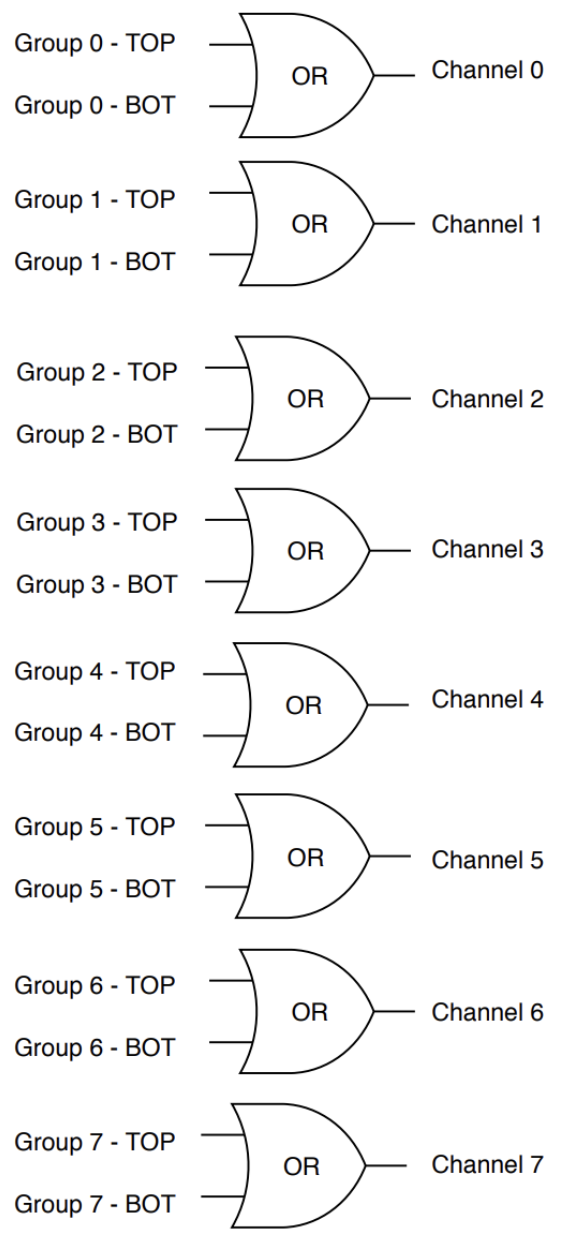 Group 0 - TOP
OR
Channel 0
Group 0 - BOT
Group 1 - TOP
OR
Channel 1
Group 1 - BOT
Group 2 - TOP
OR
Channel 2
Group 2 - BOT
Group 3 - TOP
OR
Channel 3
Group 3 - BOT
Group 4 - TOP
OR
Channel 4
Group 4 - BOT
Group 5 - TOP
OR
Channel 5
Group 5 - BOT
Group 6 - TOP
OR
Channel 6
Group 6 - BOT
Group 7 - TOP
OR
Channel 7
Group 7 - BOT